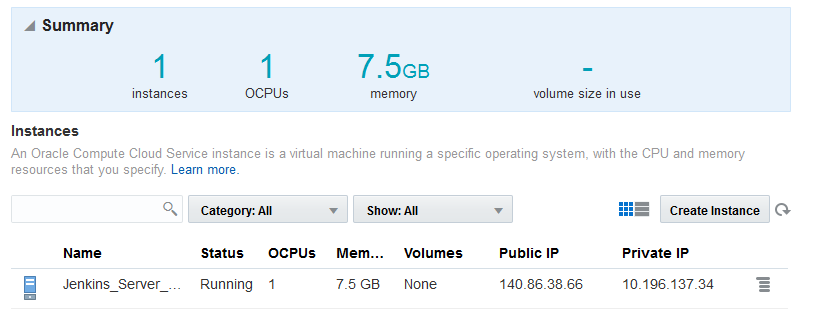 Summary
1 1 7.5GB -
instances OCPUs memory volume size in use
Instances
An Oracle Compute Cloud Service instance is a virtual machine running a specific operating system, with the CPU and memory
resources that you specify. Learn more.
Category: All Show: All Create Instance
Name Status OCPUs Mem... Volumes Public IP Private IP
Jenkins_Server_... Running 1 7.5 GB None 140.86.38.66 10.196.137.34